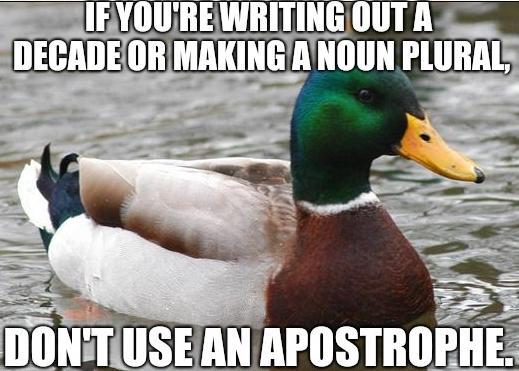 IF YOU'RE WRITING OUT A
DECADE OR MAKING A NOUN PLURAL,
DON'T USE AN APOSTROPHE.